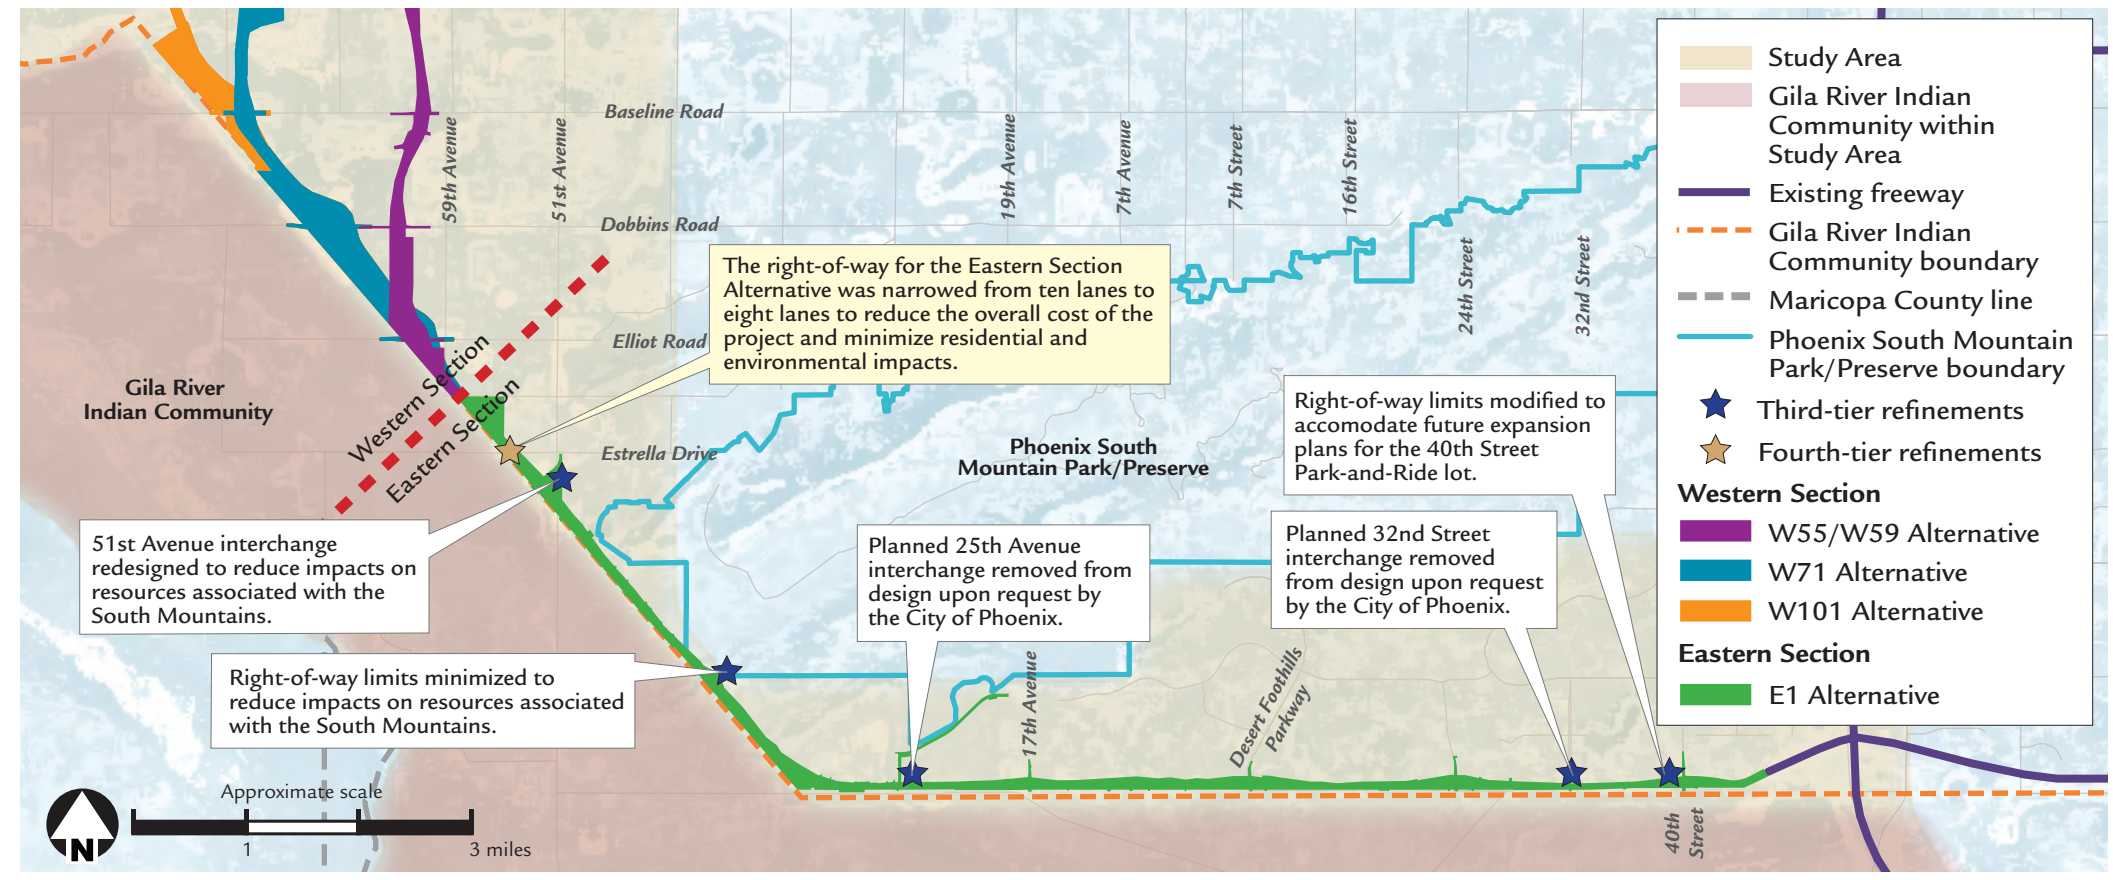 Baseline Road
59th Avenue
51st Avenue
19th Avenue
7th Avenue
7th Street
16th Street
Dobbins Road
24th Street
32nd Street
The right-of-way for the Eastern Section
Alternative was narrowed from ten lanes to
eight lanes to reduce the overall cost of the
project and minimize residential and
environmental impacts.
Elliot Road
Western Section
Eastern Section
Gila River
Indian Community
Estrella Drive
Phoenix South
Mountain Park/Preserve
Right-of-way limits modified to
accomodate future expansion
plans for the 40th Street
Park-and-Ride lot.
51st Avenue interchange
redesigned to reduce impacts on
resources associated with the
South Mountains.
Planned 25th Avenue
interchange removed from
design upon request by
the City of Phoenix.
Planned 32nd Street
interchange removed
from design upon request
by the City of Phoenix.
Right-of-way limits minimized to
reduce impacts on resources associated
with the South Mountains.
17th Avenue
Desert Foothills
Parkway
40th
Street
Approximate scale
1
3 miles
N
Study Area
Gila River Indian
Community within
Study Area
Existing freeway
Gila River Indian
Community boundary
Maricopa County line
Phoenix South Mountain
Park/Preserve boundary
Third-tier refinements
Fourth-tier refinements
Western Section
W55/W59 Alternative
W71 Alternative
W101 Alternative
Eastern Section
E1 Alternative